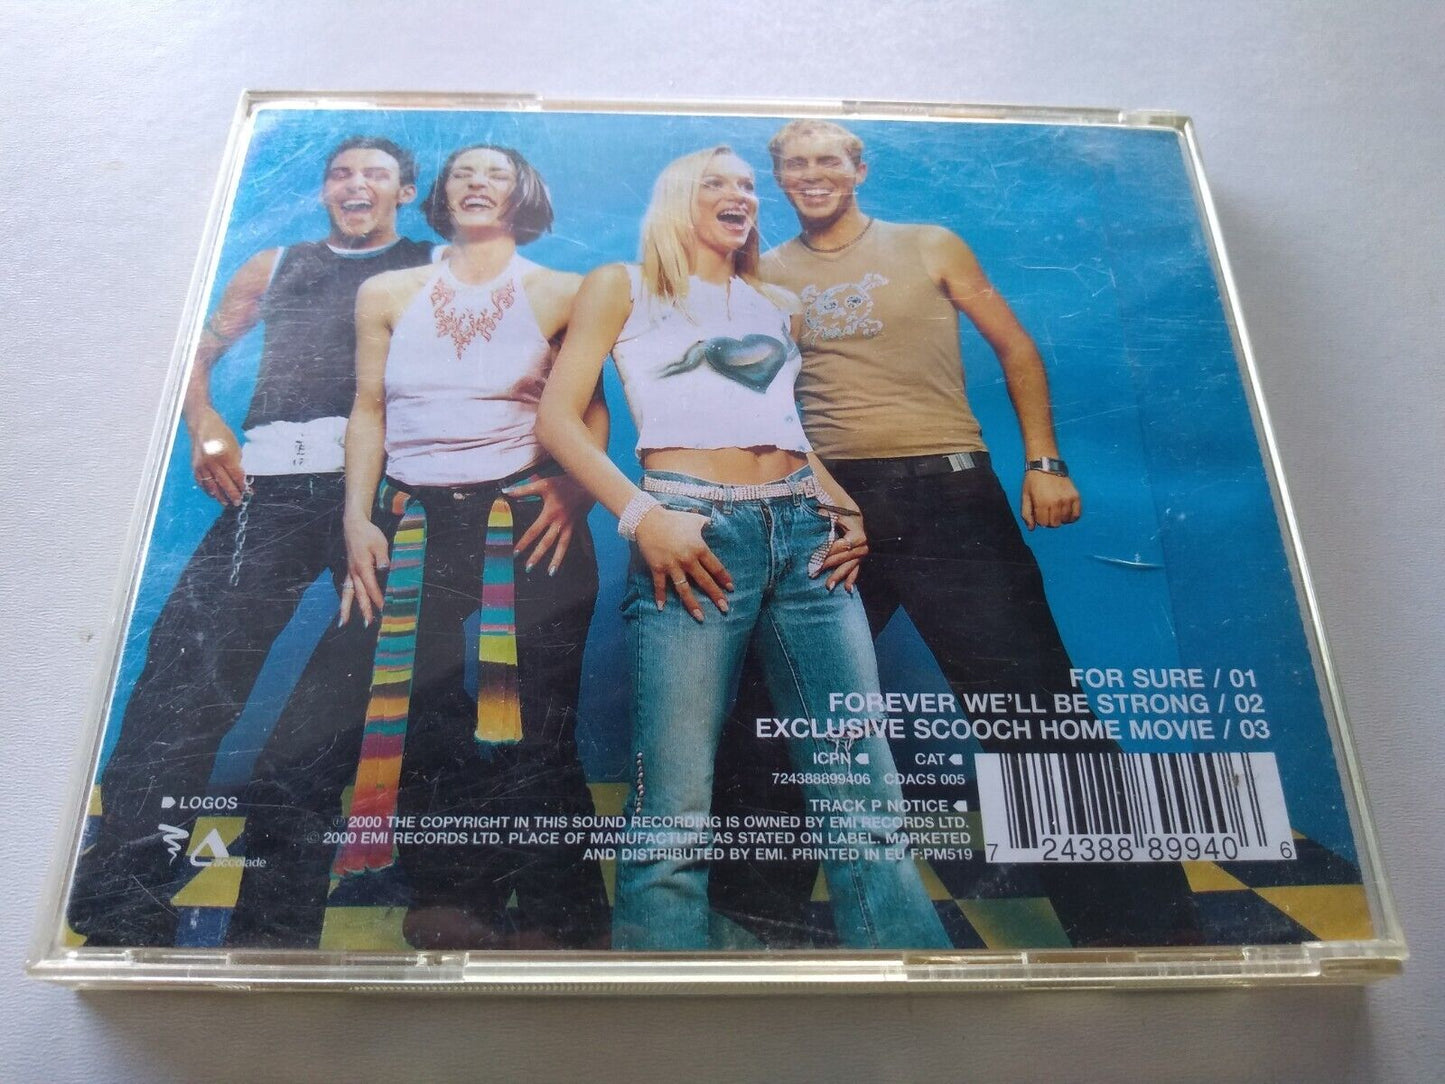 FOR SURE / 01
FOREVER WE'LL BE STRONG / 02
EXCLUSIVE SCOOCH HOME MOVIE / 03
ICPN CAT
724388899406 CDACS 005
TRACK P NOTICE
LOGOS
℗ 2000 THE COPYRIGHT IN THIS SOUND RECORDING IS OWNED BY EMI RECORDS LTD.
© 2000 EMI RECORDS LTD. PLACE OF MANUFACTURE AS STATED ON LABEL. MARKETED
AND DISTRIBUTED BY EMI. PRINTED IN EU F:PM519
accolade
7 24388 89940 6